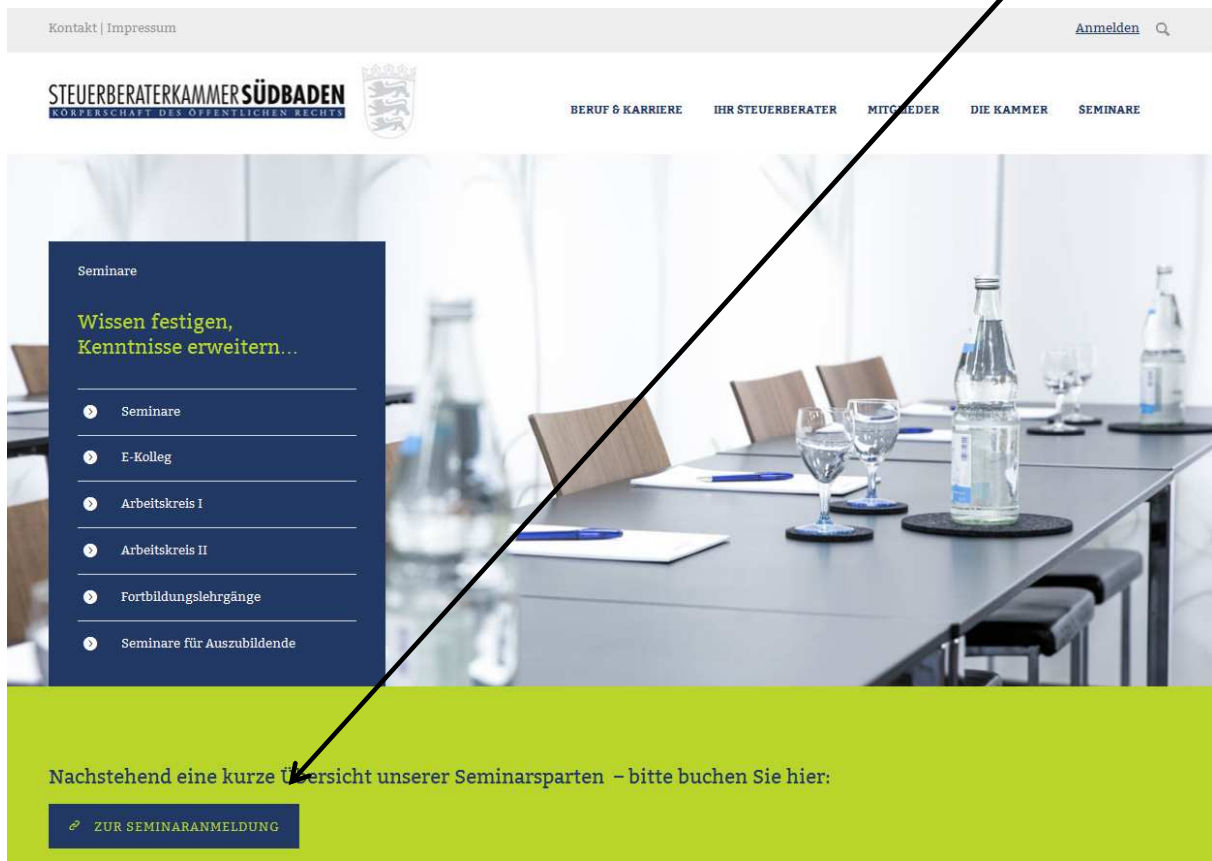 Kontakt | Impressum
Anmelden
STEUERBERATERKAMMER SÜDBADEN
KÖRPERSCHAFT DES ÖFFENTLICHEN RECHTS
BERUF & KARRIERE IHR STEUERBERATER MITGLIEDER DIE KAMMER SEMINARE
Seminare
Wissen festigen,
Kenntnisse erweitern...
Seminare
E-Kolleg
Arbeitskreis I
Arbeitskreis II
Fortbildungslehrgänge
Seminare für Auszubildende
Nachstehend eine kurze Übersicht unserer Seminarsparten – bitte buchen Sie hier:
ZUR SEMINARANMELDUNG